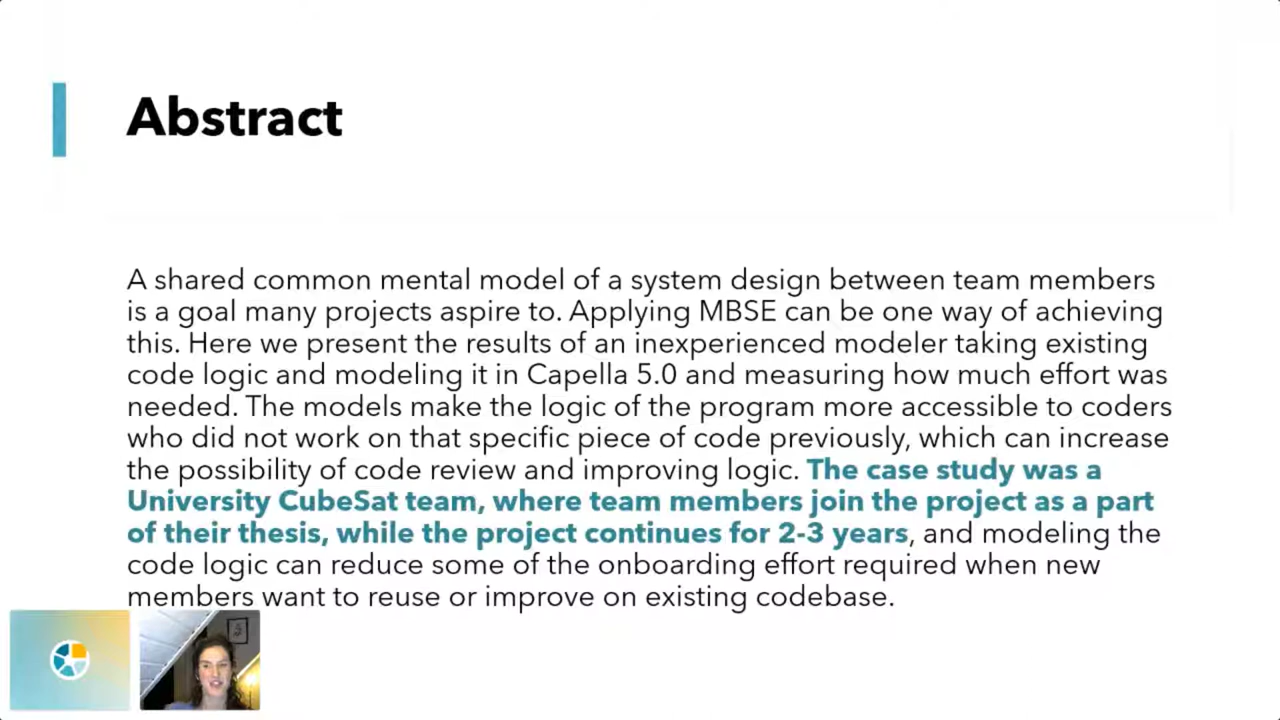 Abstract
A shared common mental model of a system design between team members
is a goal many projects aspire to. Applying MBSE can be one way of achieving
this. Here we present the results of an inexperienced modeler taking existing
code logic and modeling it in Capella 5.0 and measuring how much effort was
needed. The models make the logic of the program more accessible to coders
who did not work on that specific piece of code previously, which can increase
the possibility of code review and improving logic. The case study was a
University CubeSat team, where team members join the project as a part
of their thesis, while the project continues for 2-3 years, and modeling the
code logic can reduce some of the onboarding effort required when new
members want to reuse or improve on existing codebase.